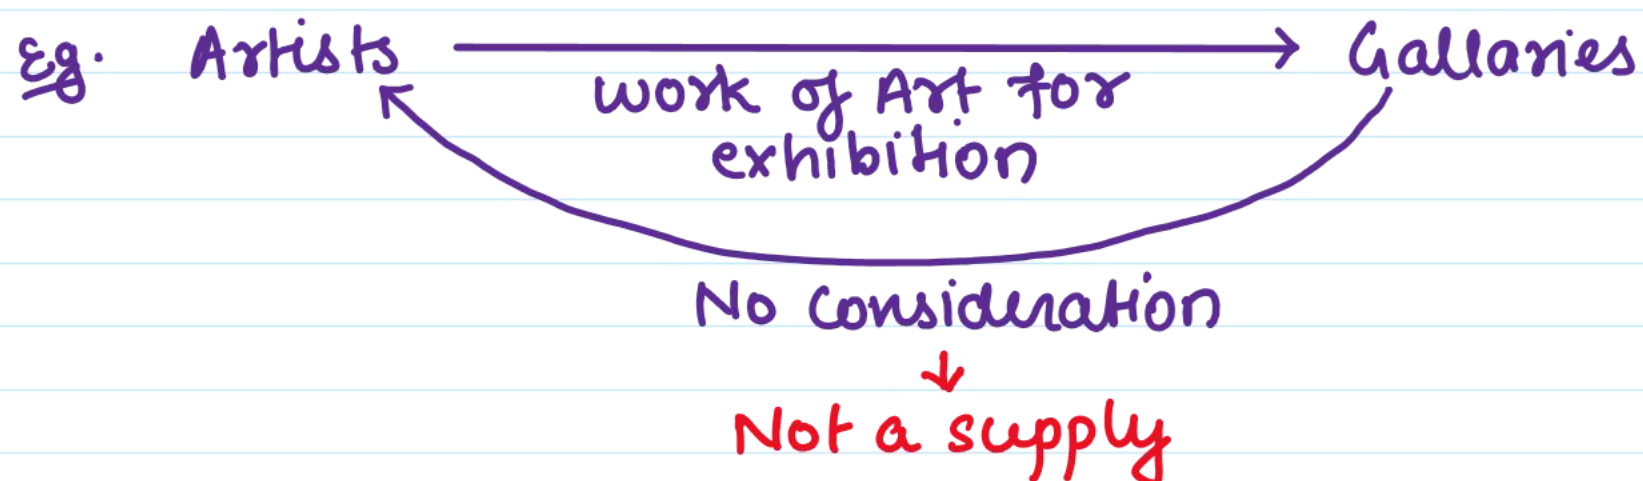 Eg. Artists → Gallaries
work of Art for
exhibition
No Consideration
↓
Not a supply